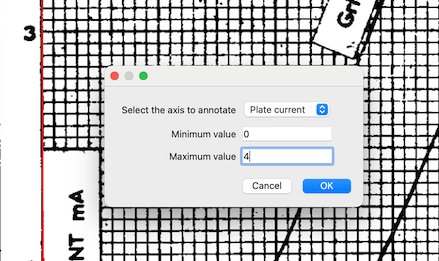 3
Gri
Select the axis to annotate Plate current
Minimum value 0
Maximum value 4
Cancel OK
NT mA